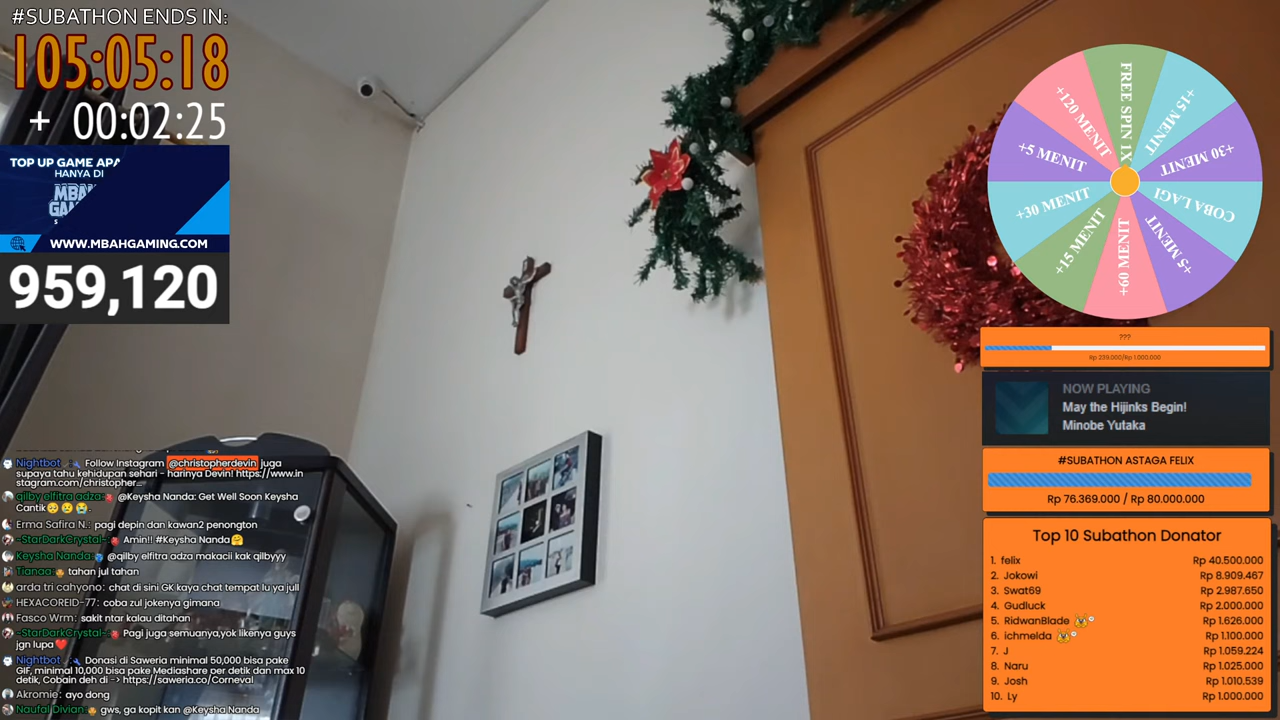 #SUBATHON ENDS IN:
105:05:18
+ 00:02:25
TOP UP GAME APA
HANYA DI
MBAH
GAM
S
WWW.MBAHGAMING.COM
959,120
Nightbot : Follow Instagram @christopherdevin juga
supaya tahu kehidupan sehari - harinya Devin! https://www.in
stagram.com/christopher...
qilby elfitra adza: @Keysha Nanda: Get Well Soon Keysha
Cantik🥺😢😭.
Erma Safira N.: pagi depin dan kawan2 penongton
-StarDarkCrystal-: Amin!! #Keysha Nanda🤗
Keysha Nanda: @qilby elfitra adza makacii kak qilbyyy
Tianaa: tahan jul tahan
arda tri cahyono: chat di sini GK kaya chat tempat lu ya jull
HEXACOREID-77: coba zul jokenya gimana
Fasco Wrm: sakit ntar kalau ditahan
-StarDarkCrystal-: Pagi juga semuanya,yok likenya guys
jgn lupa❤️
Nightbot : Donasi di Saweria minimal 50,000 bisa pake
GIF, minimal 10,000 bisa pake Mediashare per detik dan max 10
detik, Cobain deh di -> https://saweria.co/Corneval
Akromie: ayo dong
Naufal Divian: gws, ga kopit kan @Keysha Nanda
FREE SPIN 1X
+15 MENIT
+30 MENIT
COBA LAGI
+5 MENIT
+60 MENIT
+15 MENIT
+30 MENIT
+5 MENIT
+120 MENIT
???
Rp 239.000/Rp 1.000.000
NOW PLAYING
May the Hijinks Begin!
Minobe Yutaka
#SUBATHON ASTAGA FELIX
Rp 76.369.000 / Rp 80.000.000
Top 10 Subathon Donator
1. felix Rp 40.500.000
2. Jokowi Rp 8.909.467
3. Swat69 Rp 2.987.650
4. Gudluck Rp 2.000.000
5. RidwanBlade Rp 1.626.000
6. ichmelda Rp 1.100.000
7. J Rp 1.059.224
8. Naru Rp 1.025.000
9. Josh Rp 1.010.539
10. Ly Rp 1.000.000